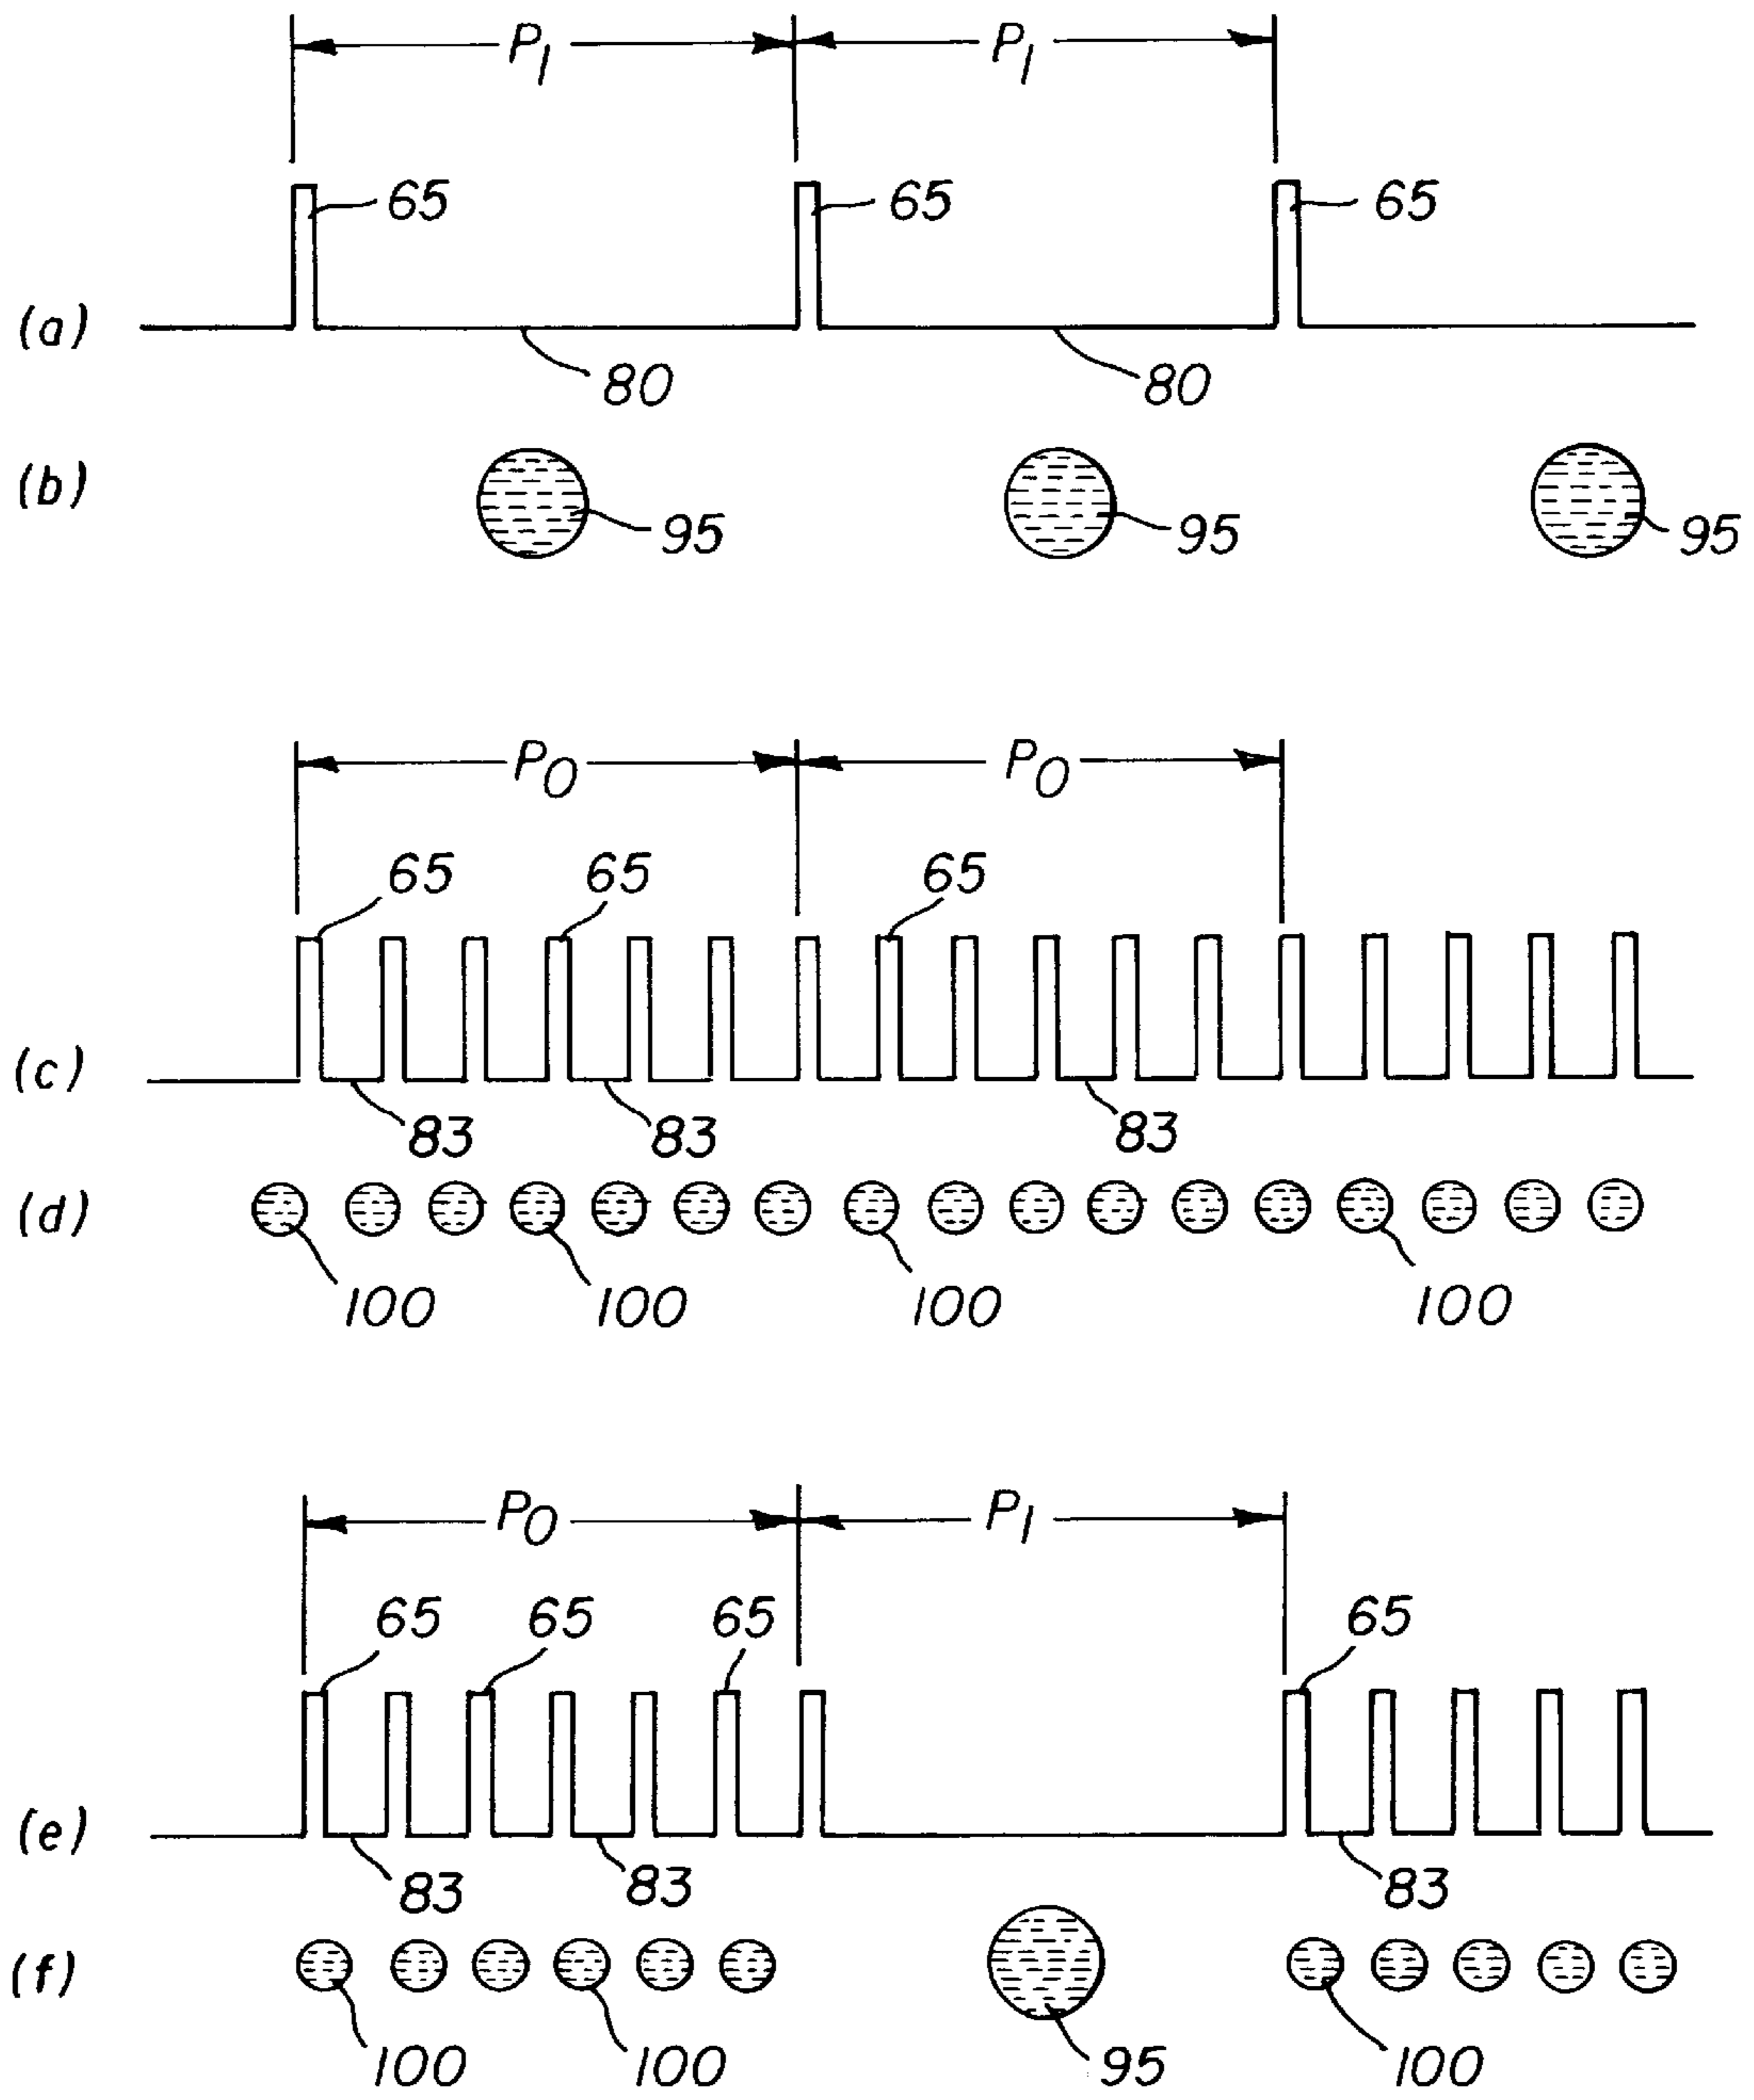 P1 P1
65 65 65
(a)
80 80
(b)
95 95 95
P0 P0
65 65 65
(c)
83 83 83
(d)
100 100 100 100
P0 P1
65 65 65 65
(e)
83 83 83
(f)
100 100 95 100